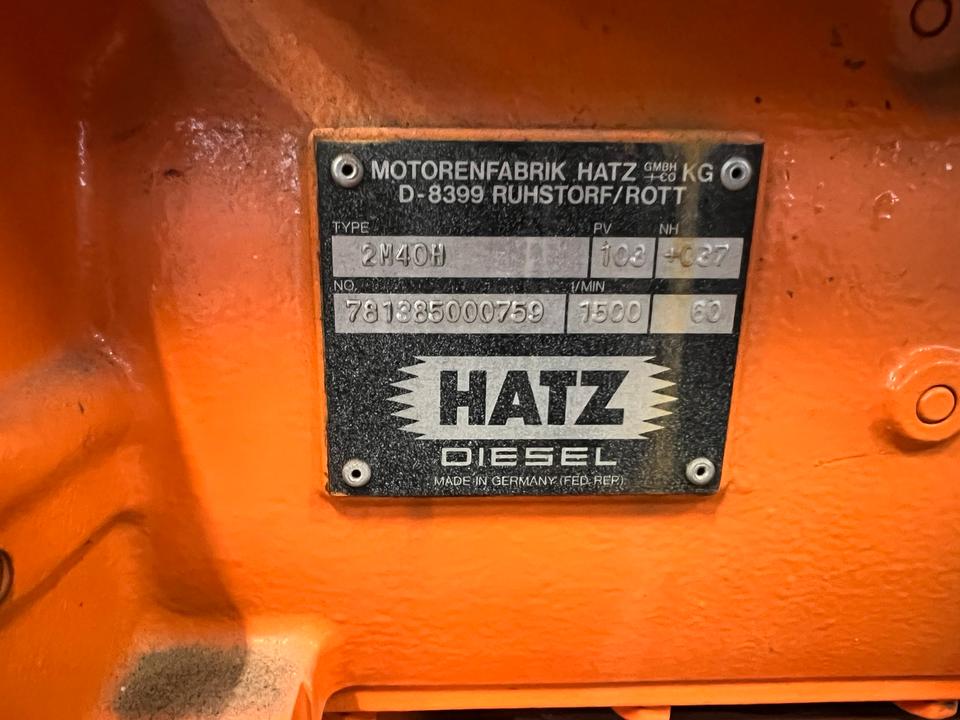 MOTORENFABRIK HATZ GMBH +CO KG
D-8399 RUHSTORF/ROTT
TYPE PV NH
2M40H 103 +037
NO. 1/MIN
781385000759 1500 60
HATZ
DIESEL
MADE IN GERMANY (FED. REP.)